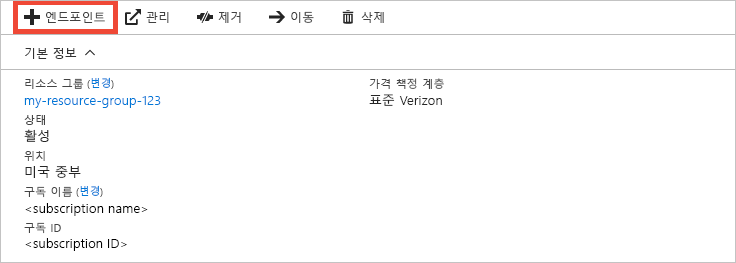 엔드포인트 관리 제거 이동 삭제
기본 정보
리소스 그룹 (변경)
my-resource-group-123
상태
활성
위치
미국 중부
구독 이름 (변경)
<subscription name>
구독 ID
<subscription ID>
가격 책정 계층
표준 Verizon